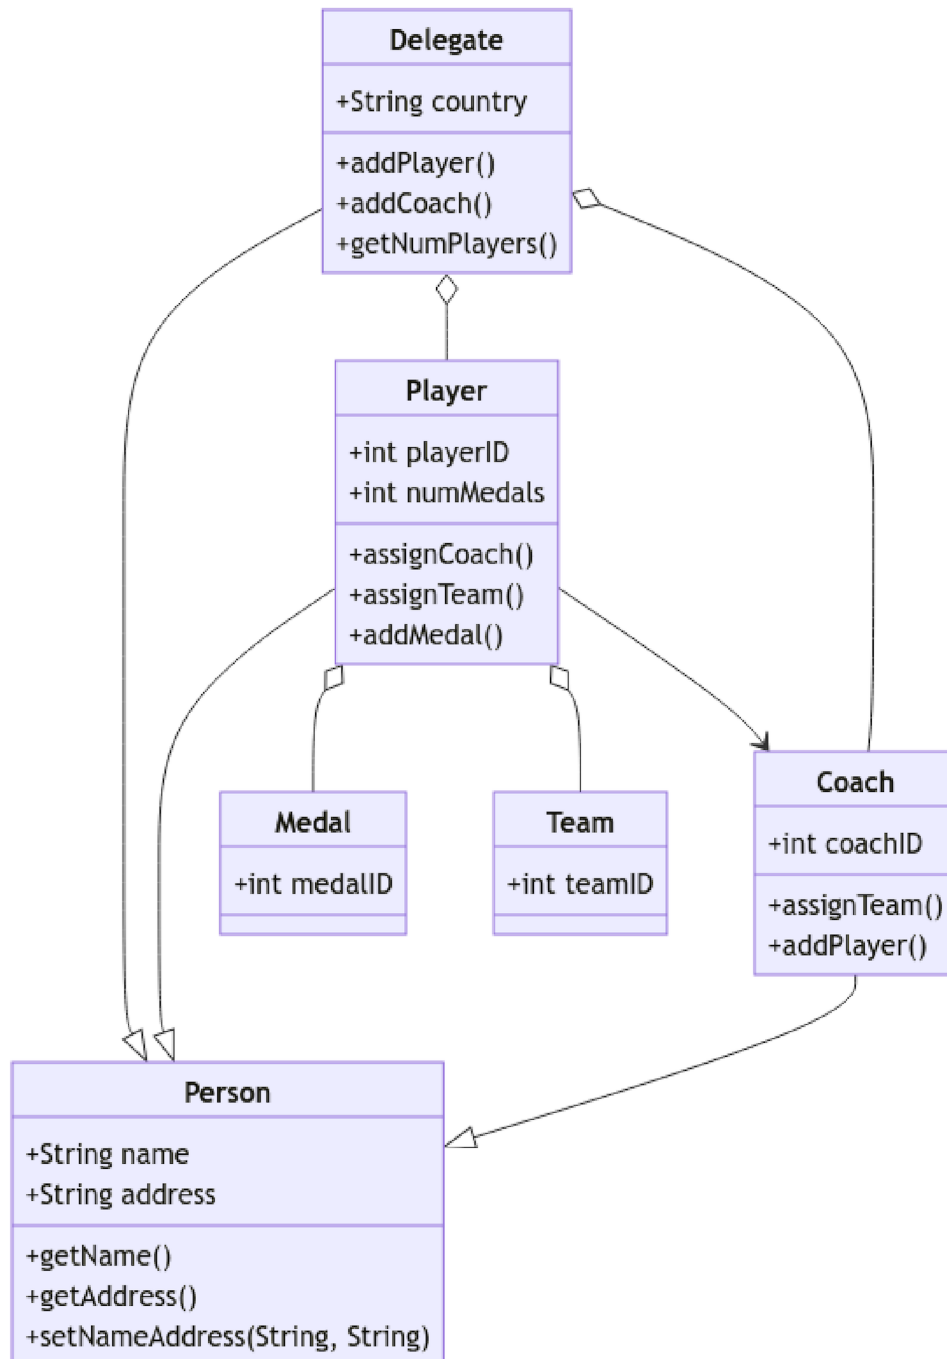 Delegate
+String country
+addPlayer()
+addCoach()
+getNumPlayers()
Player
+int playerID
+int numMedals
+assignCoach()
+assignTeam()
+addMedal()
Medal
+int medalID
Team
+int teamID
Coach
+int coachID
+assignTeam()
+addPlayer()
Person
+String name
+String address
+getName()
+getAddress()
+setNameAddress(String, String)